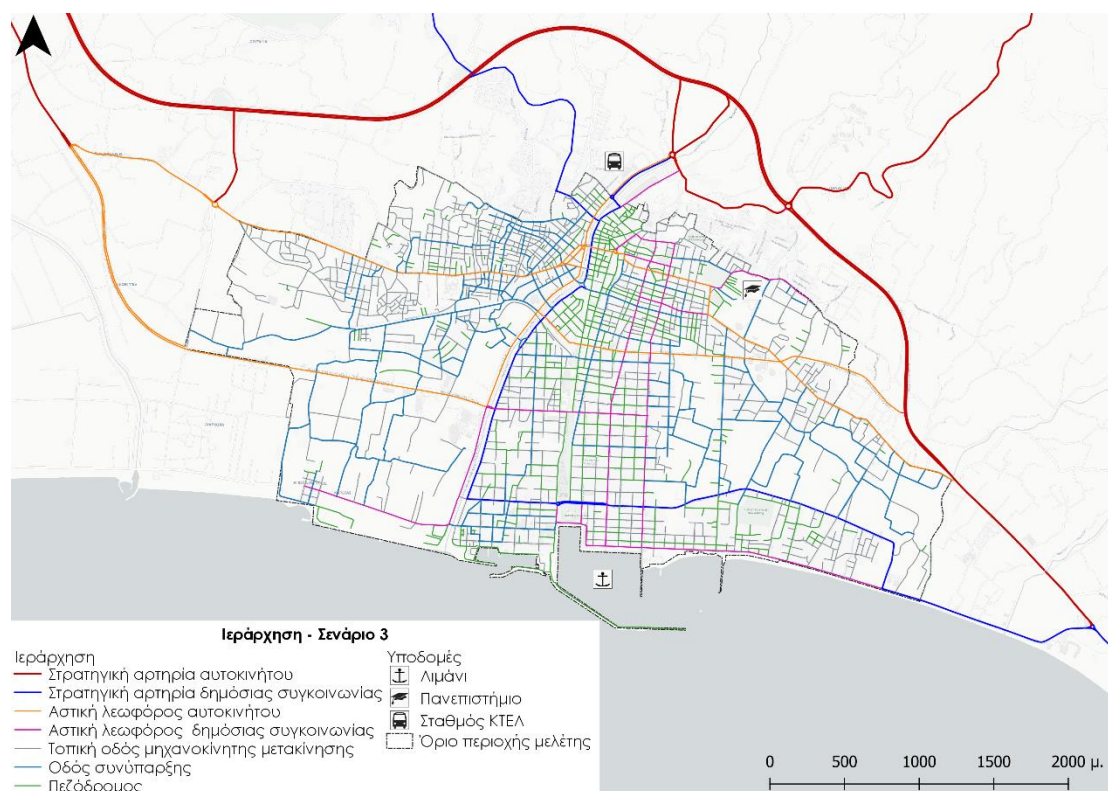 Ιεράρχηση - Σενάριο 3
Ιεράρχηση
Στρατηγική αρτηρία αυτοκινήτου
Στρατηγική αρτηρία δημόσιας συγκοινωνίας
Αστική λεωφόρος αυτοκινήτου
Αστική λεωφόρος δημόσιας συγκοινωνίας
Τοπική οδός μηχανοκίνητης μετακίνησης
Οδός συνύπαρξης
Πεζόδρομος
Υποδομές
Λιμάνι
Πανεπιστήμιο
Σταθμός ΚΤΕΛ
Όριο περιοχής μελέτης
0 500 1000 1500 2000 μ.